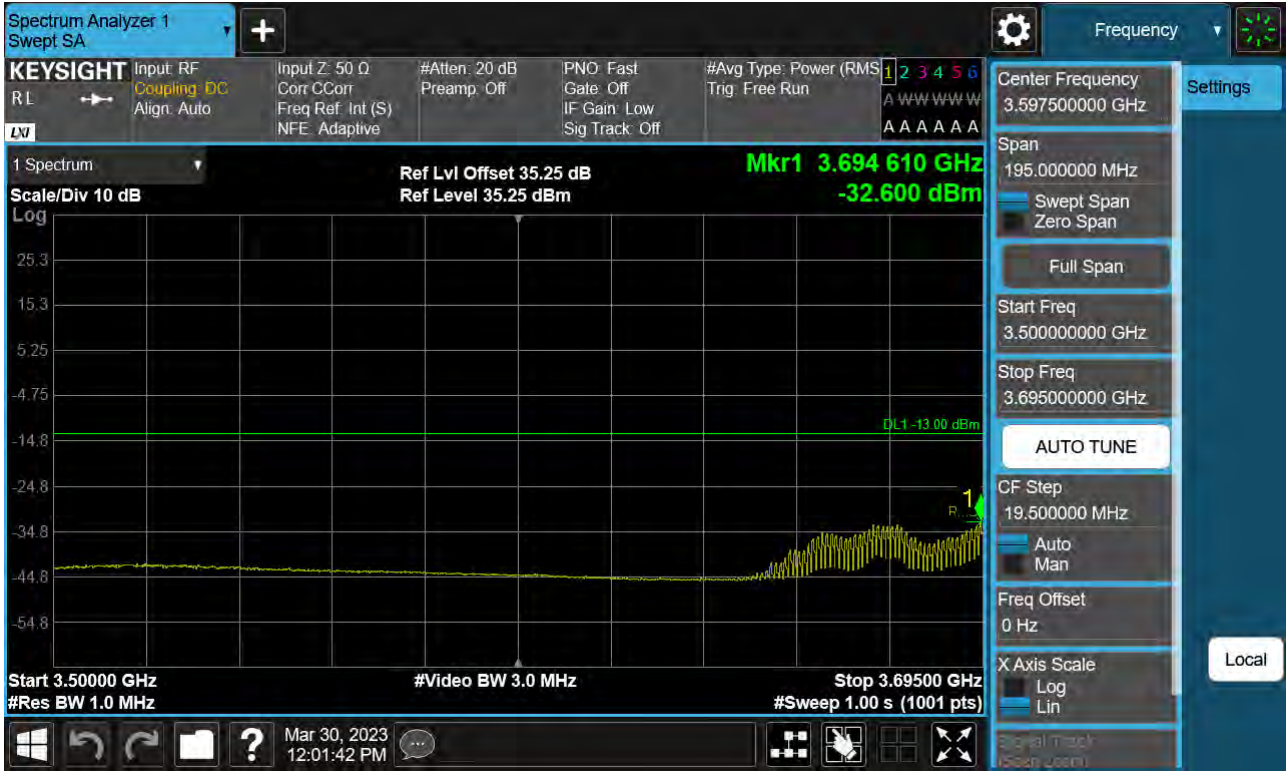 Spectrum Analyzer 1
Swept SA
Frequency
KEYSIGHT
RL
LXI
Input: RF
Coupling: DC
Align: Auto
Input Z: 50 Ω
Corr CCorr
Freq Ref: Int (S)
NFE: Adaptive
#Atten: 20 dB
Preamp: Off
PNO: Fast
Gate: Off
IF Gain: Low
Sig Track: Off
#Avg Type: Power (RMS
Trig: Free Run
1 2 3 4 5 6
A W W W W W
A A A A A A
1 Spectrum
Scale/Div 10 dB
Log
Ref Lvl Offset 35.25 dB
Ref Level 35.25 dBm
Mkr1 3.694 610 GHz
-32.600 dBm
25.3
15.3
5.25
-4.75
-14.8
-24.8
-34.8
-44.8
-54.8
DL1 -13.00 dBm
1
Start 3.50000 GHz
#Res BW 1.0 MHz
#Video BW 3.0 MHz
Stop 3.69500 GHz
#Sweep 1.00 s (1001 pts)
Center Frequency
3.597500000 GHz
Settings
Span
195.000000 MHz
Swept Span
Zero Span
Full Span
Start Freq
3.500000000 GHz
Stop Freq
3.695000000 GHz
AUTO TUNE
CF Step
19.500000 MHz
Auto
Man
Freq Offset
0 Hz
X Axis Scale
Log
Lin
Local
Signal Track
(Span Zoom)
Mar 30, 2023
12:01:42 PM